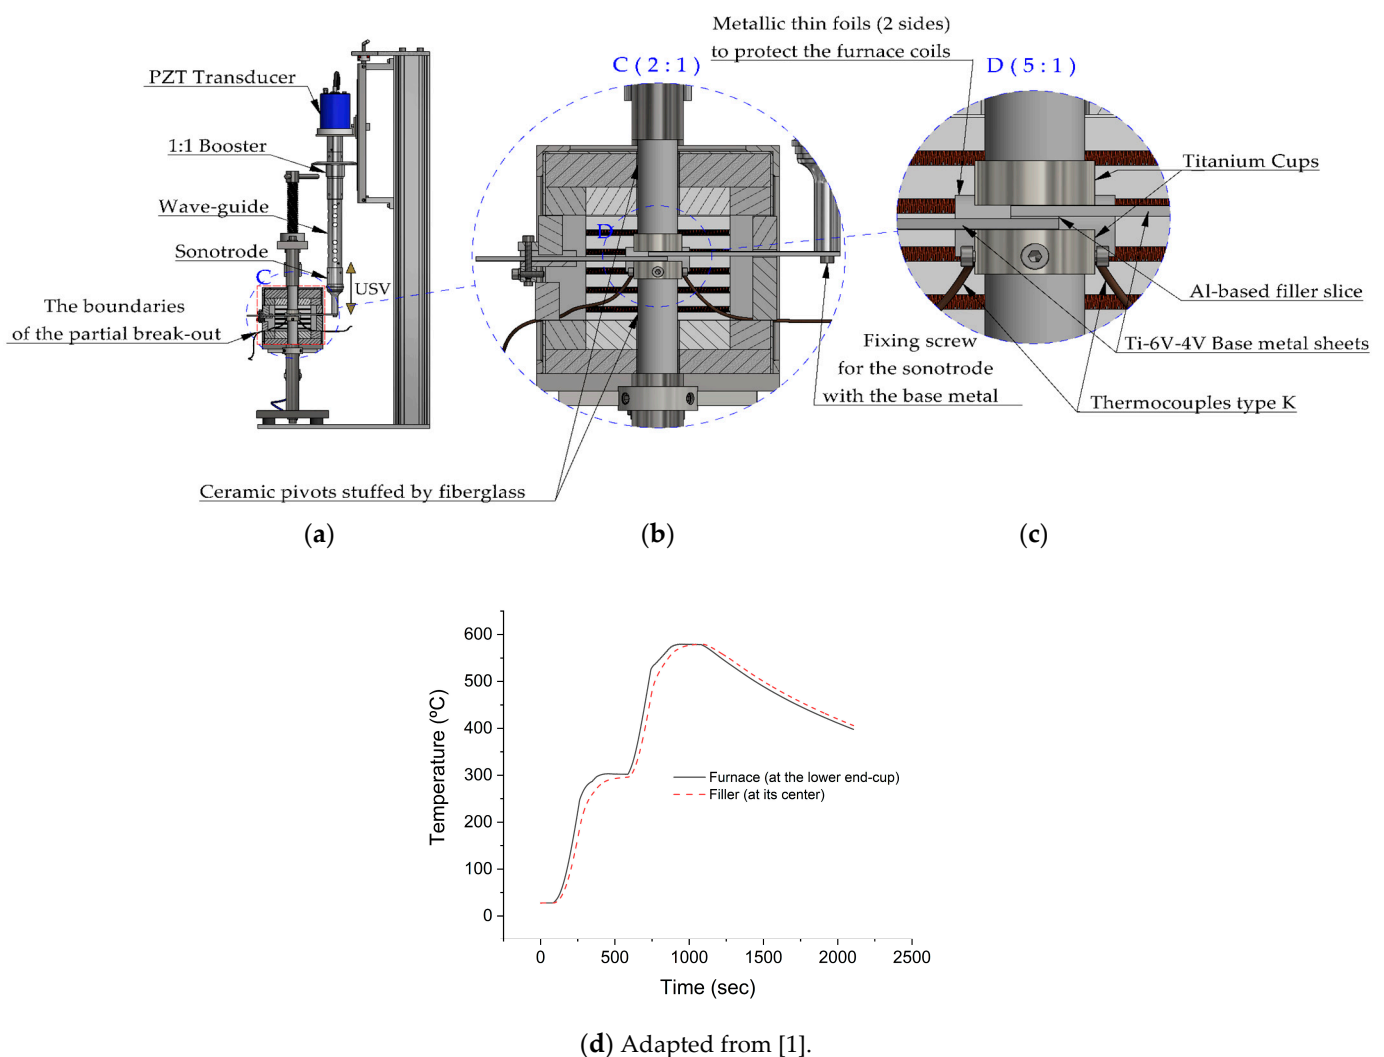 Metallic thin foils (2 sides)
to protect the furnace coils
C ( 2 : 1 )
D ( 5 : 1 )
PZT Transducer
1:1 Booster
Wave-guide
Sonotrode
C
USV
The boundaries
of the partial break-out
D
Titanium Cups
Al-based filler slice
Ti-6V-4V Base metal sheets
Thermocouples type K
Fixing screw
for the sonotrode
with the base metal
Ceramic pivots stuffed by fiberglass
(a)
(b)
(c)
600
500
400
300
200
100
0
Temperature (ºC)
Furnace (at the lower end-cup)
Filler (at its center)
0 500 1000 1500 2000 2500
Time (sec)
(d) Adapted from [1].